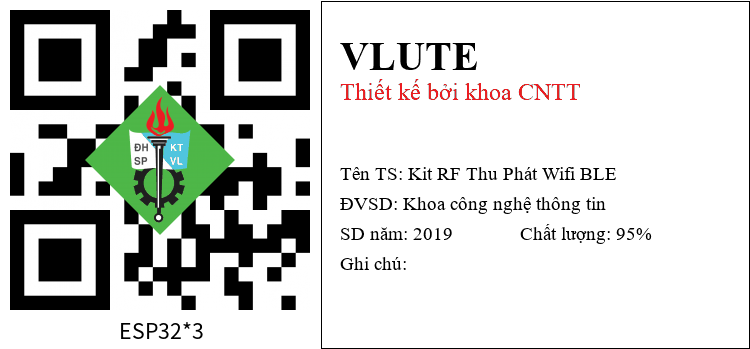 ĐH KT
SP VL
ESP32*3
VLUTE
Thiết kế bởi khoa CNTT
Tên TS: Kit RF Thu Phát Wifi BLE
ĐVSD: Khoa công nghệ thông tin
SD năm: 2019 Chất lượng: 95%
Ghi chú: